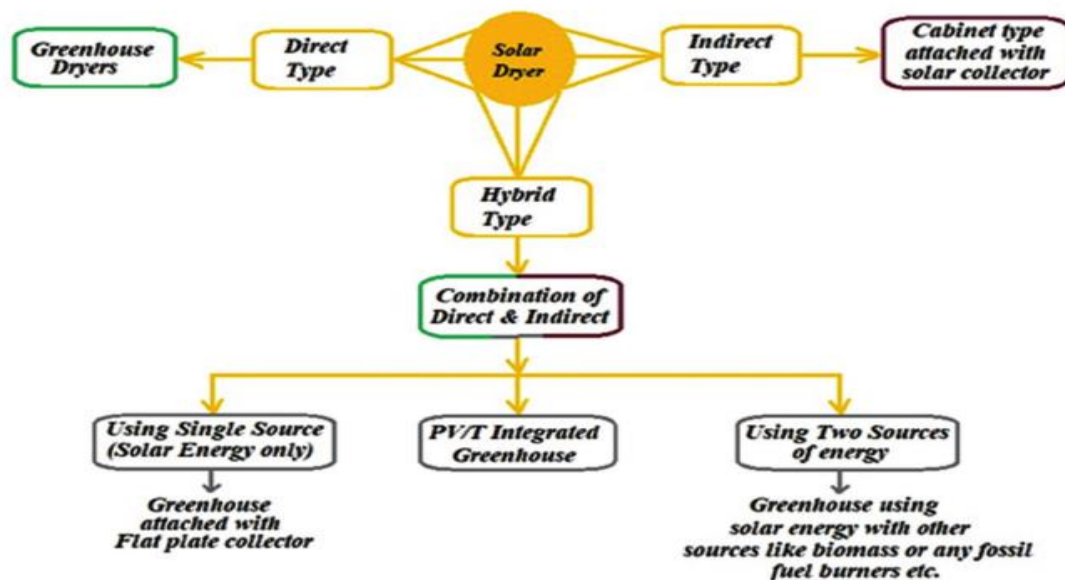 Greenhouse
Dryers
Direct
Type
Solar
Dryer
Indirect
Type
Cabinet type
attached with
solar collector
Hybrid
Type
Combination of
Direct & Indirect
Using Single Source
(Solar Energy only)
PV/T Integrated
Greenhouse
Using Two Sources
of energy
Greenhouse
attached with
Flat plate collector
Greenhouse using
solar energy with other
sources like biomass or any fossil
fuel burners etc.